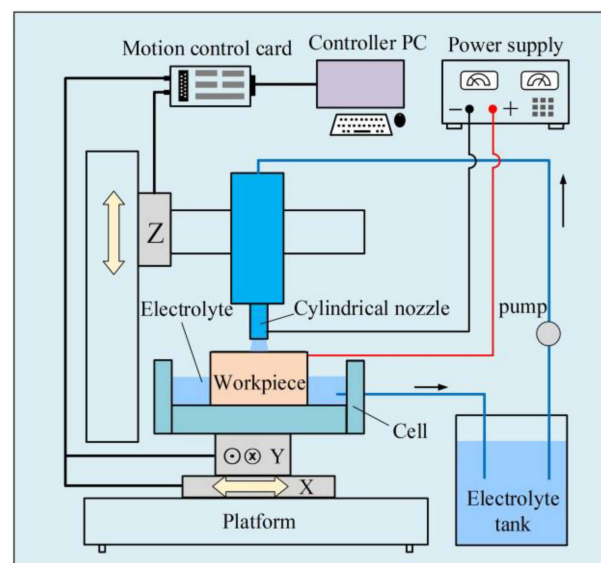 Motion control card
Controller PC
Power supply
− +
Z
Electrolyte
Cylindrical nozzle
pump
Workpiece
Cell
Y
X
Platform
Electrolyte
tank